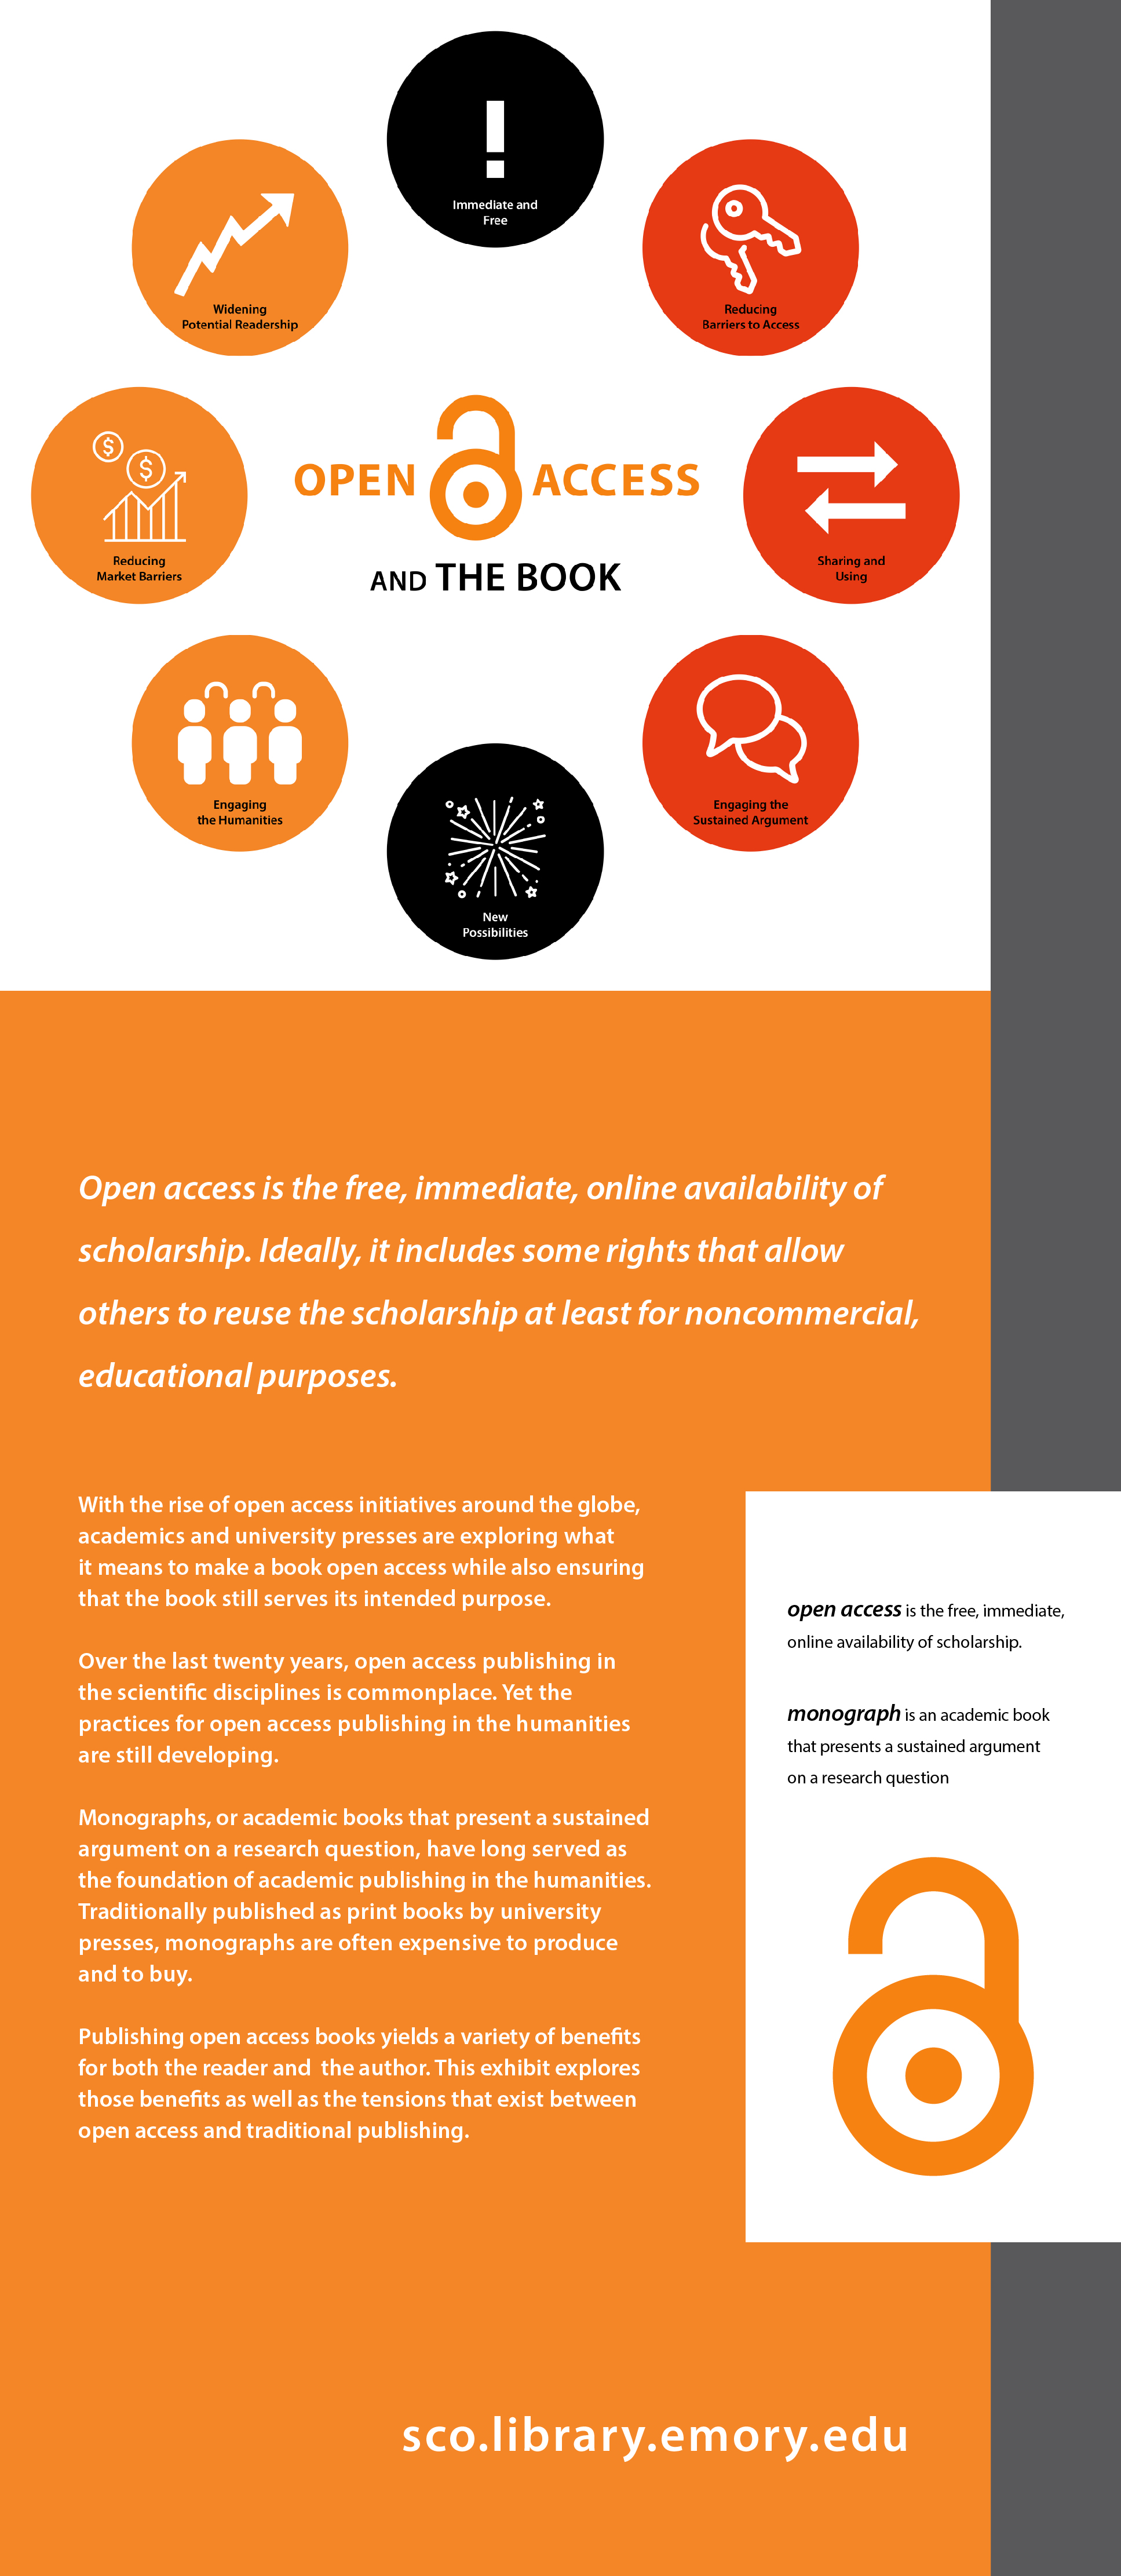 Immediate and
Free
Widening
Potential Readership
Reducing
Barriers to Access
Reducing
Market Barriers
OPEN ACCESS
AND THE BOOK
Sharing and
Using
Engaging
the Humanities
Engaging the
Sustained Argument
New
Possibilities
Open access is the free, immediate, online availability of
scholarship. Ideally, it includes some rights that allow
others to reuse the scholarship at least for noncommercial,
educational purposes.
With the rise of open access initiatives around the globe,
academics and university presses are exploring what
it means to make a book open access while also ensuring
that the book still serves its intended purpose.
Over the last twenty years, open access publishing in
the scientific disciplines is commonplace. Yet the
practices for open access publishing in the humanities
are still developing.
Monographs, or academic books that present a sustained
argument on a research question, have long served as
the foundation of academic publishing in the humanities.
Traditionally published as print books by university
presses, monographs are often expensive to produce
and to buy.
Publishing open access books yields a variety of benefits
for both the reader and  the author. This exhibit explores
those benefits as well as the tensions that exist between
open access and traditional publishing.
open access is the free, immediate,
online availability of scholarship.
monograph is an academic book
that presents a sustained argument
on a research question
sco.library.emory.edu